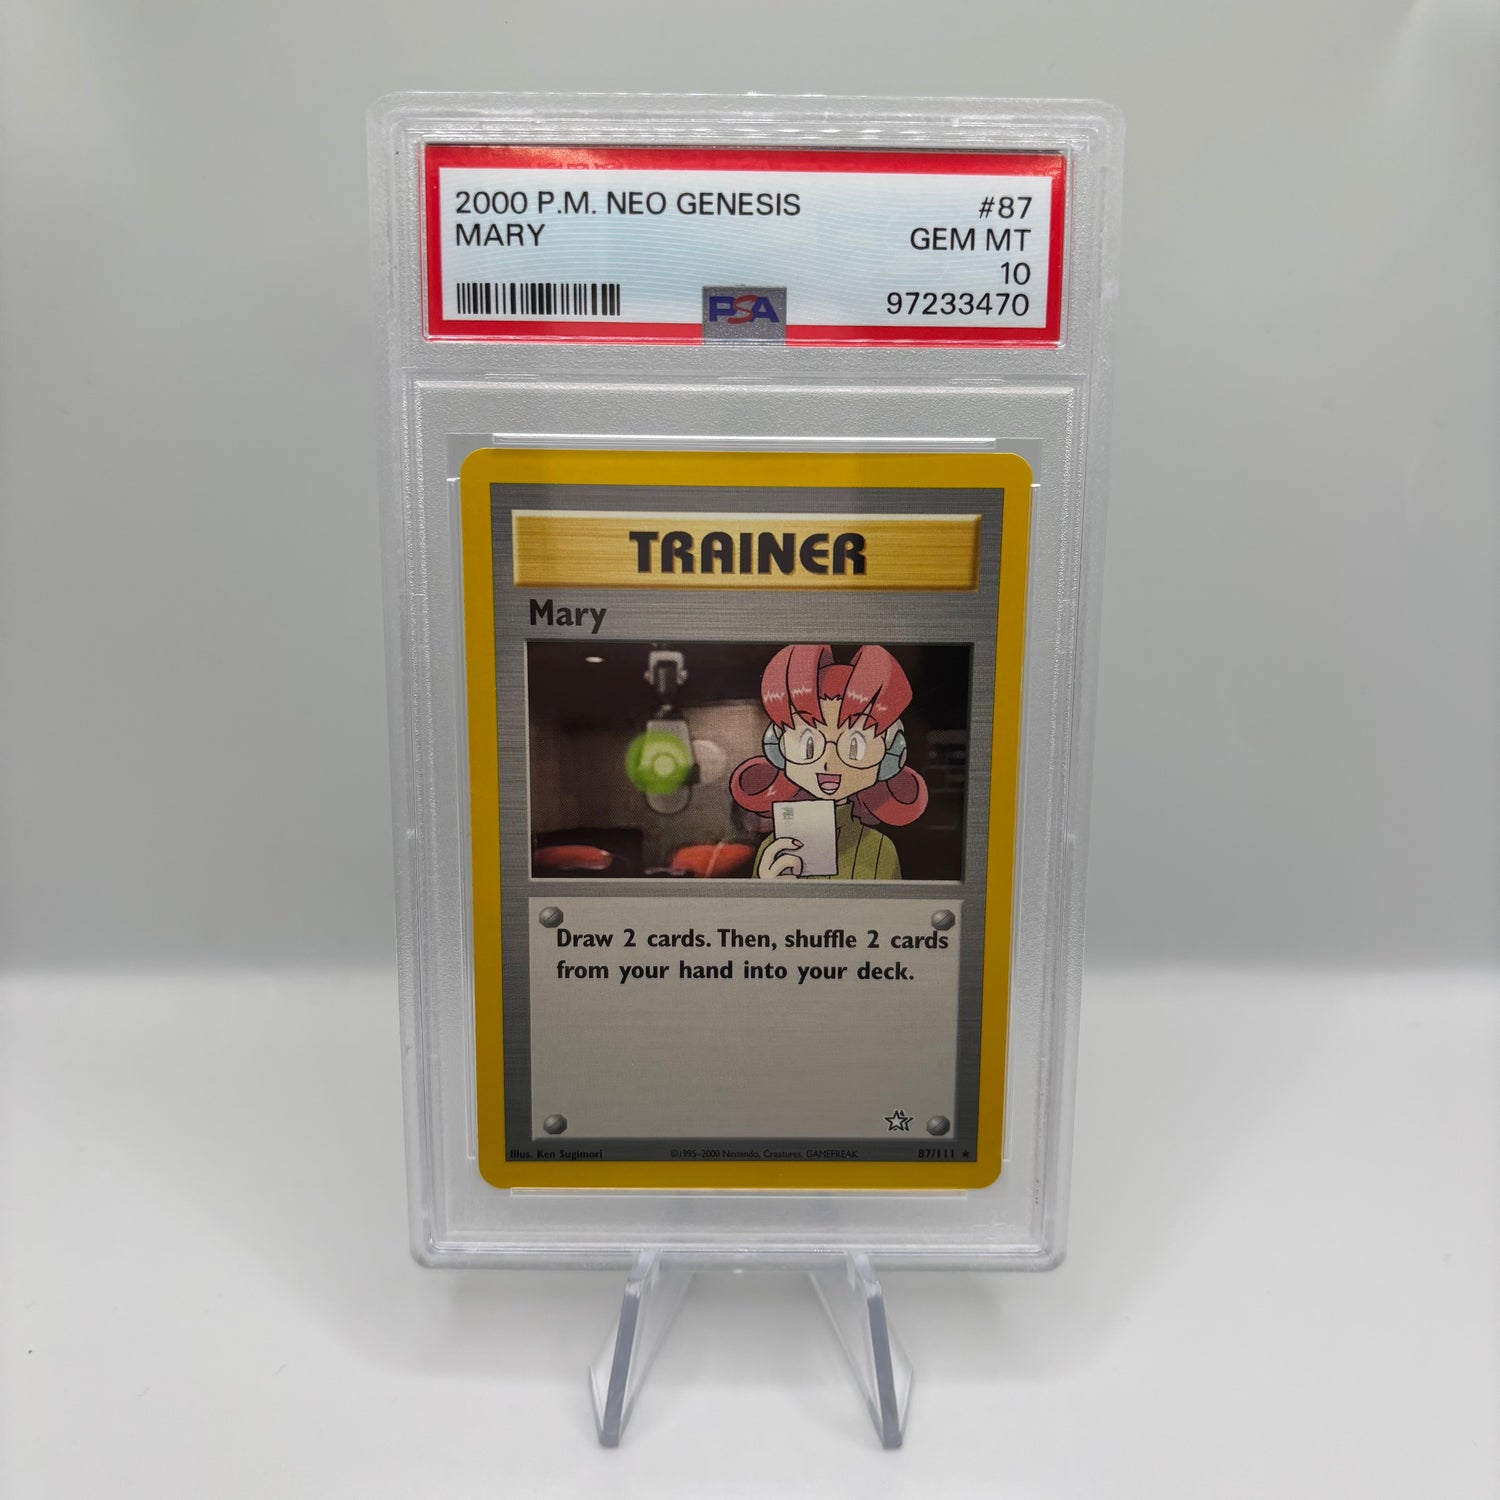 2000 P.M. NEO GENESIS #87
MARY GEM MT
10
PSA 97233470
TRAINER
Mary
Draw 2 cards. Then, shuffle 2 cards
from your hand into your deck.
Illus. Ken Sugimori ©1995-2000 Nintendo, Creatures, GAMEFREAK 87/111 ★